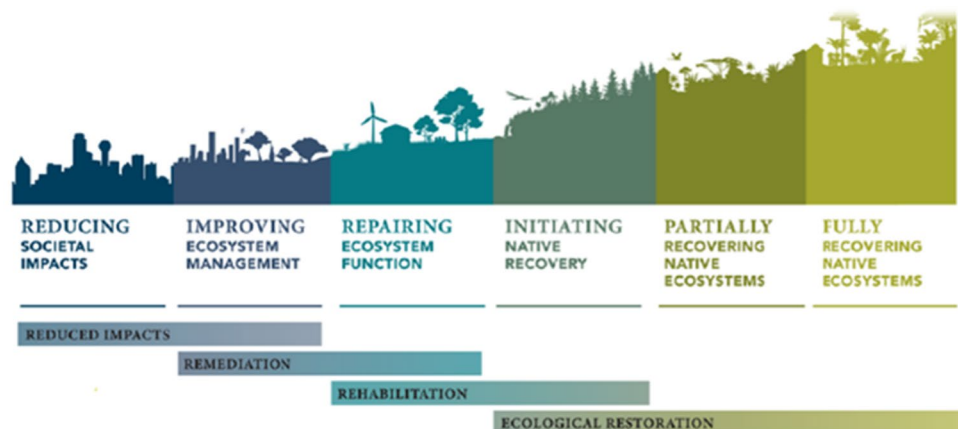 REDUCING
SOCIETAL
IMPACTS
IMPROVING
ECOSYSTEM
MANAGEMENT
REPAIRING
ECOSYSTEM
FUNCTION
INITIATING
NATIVE
RECOVERY
PARTIALLY
RECOVERING
NATIVE
ECOSYSTEMS
FULLY
RECOVERING
NATIVE
ECOSYSTEMS
REDUCED IMPACTS
REMEDIATION
REHABILITATION
ECOLOGICAL RESTORATION